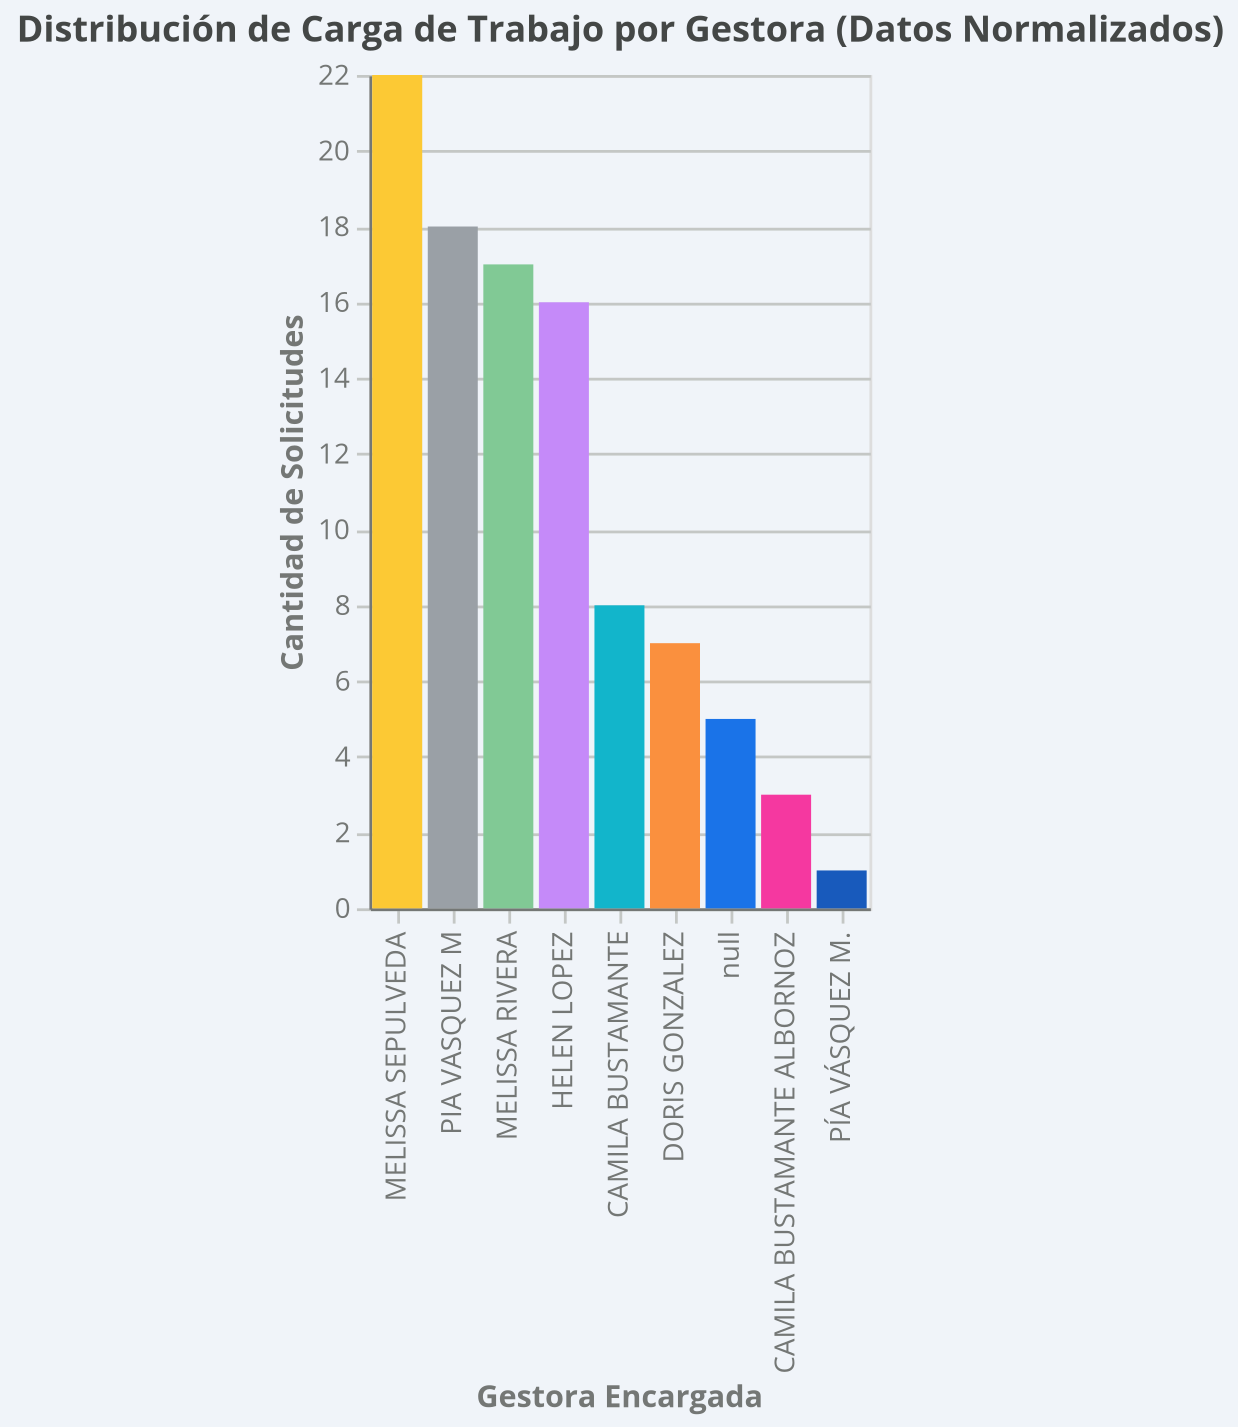 Distribución de Carga de Trabajo por Gestora (Datos Normalizados)
Cantidad de Solicitudes
22
20
18
16
14
12
10
8
6
4
2
0
MELISSA SEPULVEDA
PIA VASQUEZ M
MELISSA RIVERA
HELEN LOPEZ
CAMILA BUSTAMANTE
DORIS GONZALEZ
null
CAMILA BUSTAMANTE ALBORNOZ
PÍA VÁSQUEZ M.
Gestora Encargada